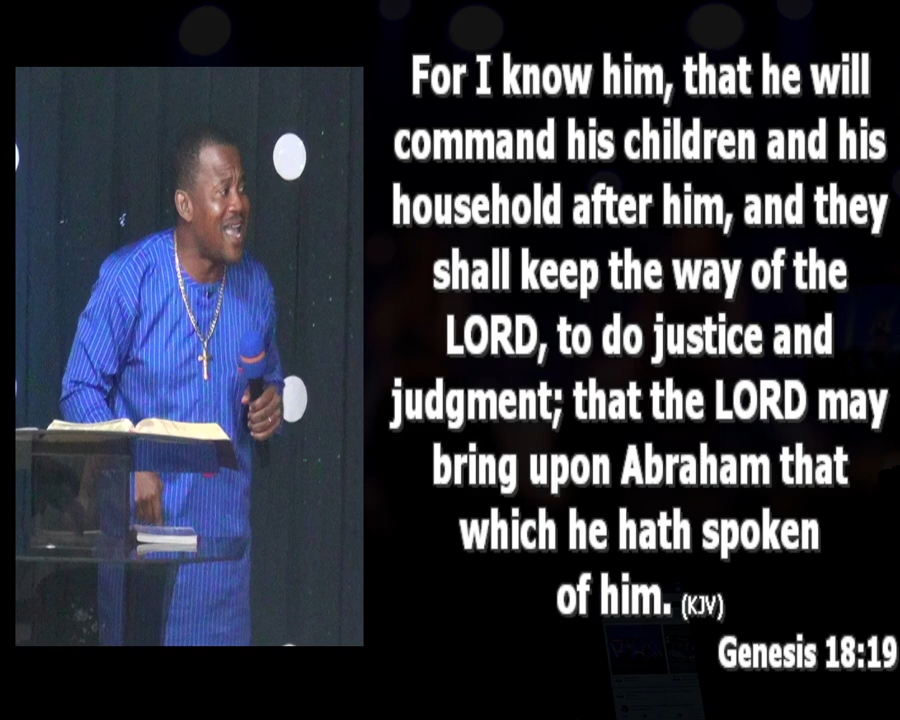 For I know him, that he will
command his children and his
household after him, and they
shall keep the way of the
LORD, to do justice and
judgment; that the LORD may
bring upon Abraham that
which he hath spoken
of him. (KJV)
Genesis 18:19